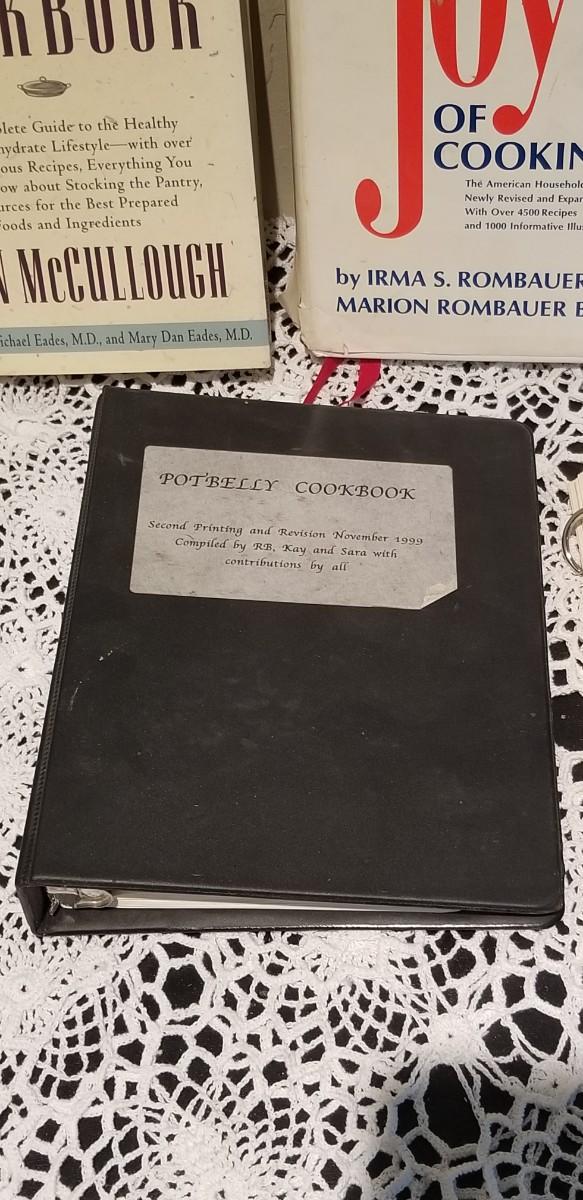 KBOOK
plete Guide to the Healthy
hydrate Lifestyle—with over
ous Recipes, Everything You
ow about Stocking the Pantry,
urces for the Best Prepared
Foods and Ingredients
N McCULLOUGH
ichael Eades, M.D., and Mary Dan Eades, M.D.
Joy
OF
COOKIN
The American Househol
Newly Revised and Expan
With Over 4500 Recipes
and 1000 Informative Illus
by IRMA S. ROMBAUER
MARION ROMBAUER B
POTBELLY COOKBOOK
Second Printing and Revision November 1999
Compiled by RB, Kay and Sara with
contributions by all